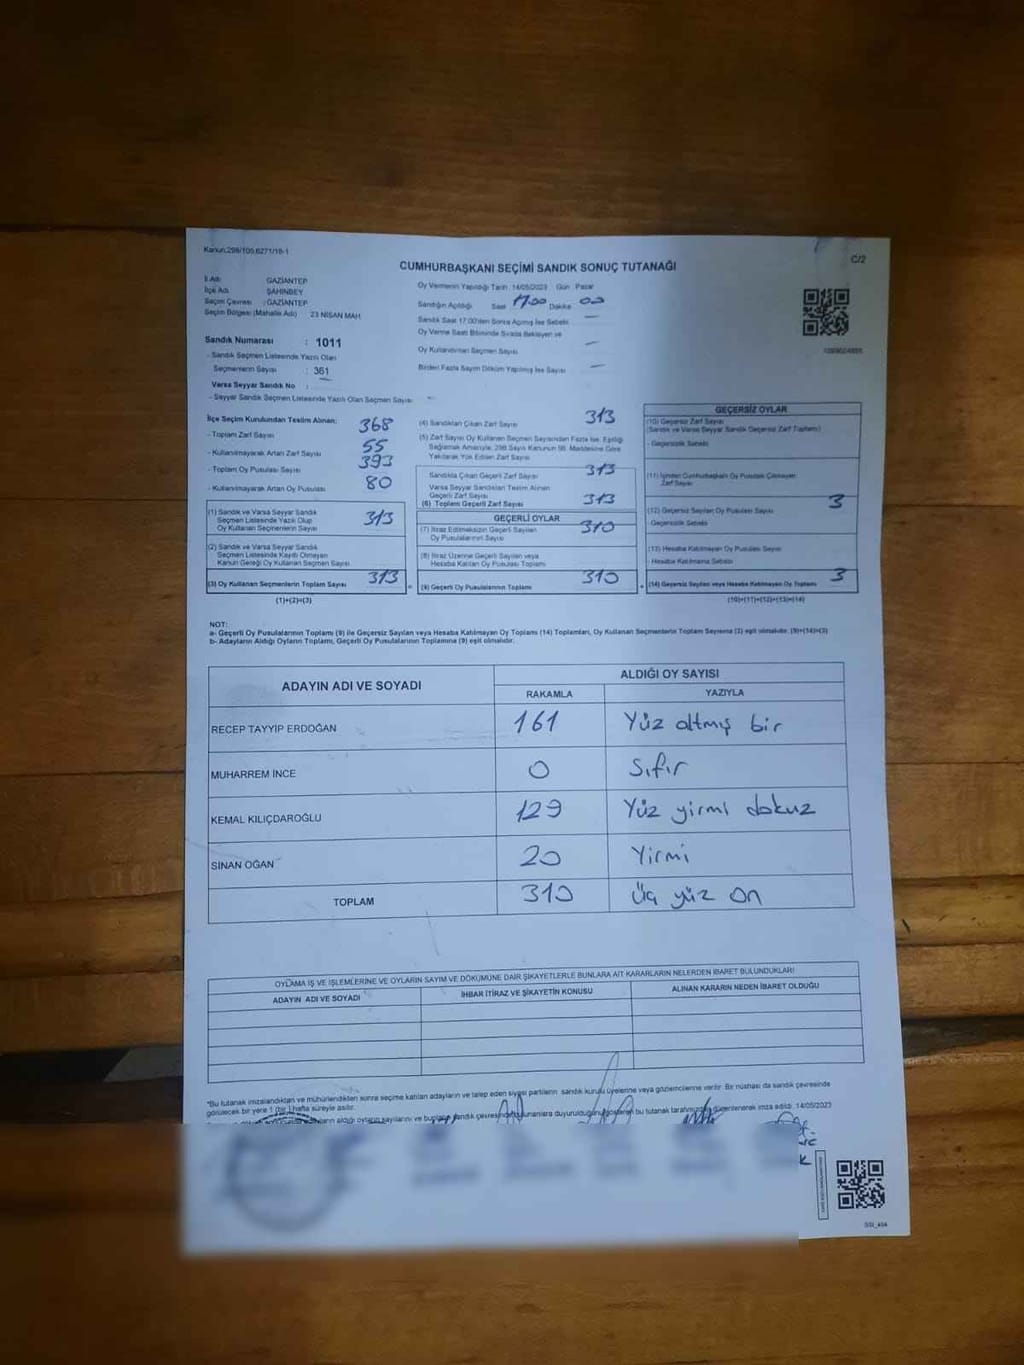 Kanun:298/105,6271/18-1
C/2
CUMHURBAŞKANI SEÇİMİ SANDIK SONUÇ TUTANAĞI
İl Adı GAZİANTEP
İlçe Adı ŞAHİNBEY
Seçim Çevresi : GAZİANTEP
Seçim Bölgesi (Mahalle Adı) 23 NİSAN MAH.
Oy Vermenin Yapıldığı Tarih :14/05/2023 Gün : Pazar
Sandığın Açıldığı Saat 17.00 Dakika 00
Sandık Saat 17:00'den Sonra Açılmış İse Sebebi
Oy Verme Saati Bitiminde Sırada Bekleyen ve
Oy Kullandırılan Seçmen Sayısı
Birden Fazla Sayım Döküm Yapılmış İse Sayısı
Sandık Numarası : 1011
- Sandık Seçmen Listesinde Yazılı Olan
Seçmenlerin Sayısı : 361
Varsa Seyyar Sandık No :
- Seyyar Sandık Seçmen Listesinde Yazılı Olan Seçmen Sayısı
İlçe Seçim Kurulundan Teslim Alınan;
- Toplam Zarf Sayısı 368
- Kullanılmayarak Artan Zarf Sayısı 55
- Toplam Oy Pusulası Sayısı 393
- Kullanılmayarak Artan Oy Pusulası 80
(1) Sandık ve Varsa Seyyar Sandık
Seçmen Listesinde Yazılı Olup
Oy Kullanan Seçmenlerin Sayısı 313
(2) Sandık ve Varsa Seyyar Sandık
Seçmen Listesinde Kayıtlı Olmayan
Kanun Gereği Oy Kullanan Seçmen Sayısı
(3) Oy Kullanan Seçmenlerin Toplam Sayısı 313
(1)+(2)=(3)
(4) Sandıktan Çıkan Zarf Sayısı 313
(5) Zarf Sayısı Oy Kullanan Seçmen Sayısından Fazla İse, Eşitliği
Sağlamak Amacıyla, 298 Sayılı Kanunun 98. Maddesine Göre
Yakılarak Yok Edilen Zarf Sayısı
Sandıkta Çıkan Geçerli Zarf Sayısı 313
Varsa Seyyar Sandıktan Teslim Alınan
Geçerli Zarf Sayısı
(6) Toplam Geçerli Zarf Sayısı 313
GEÇERLİ OYLAR
(7) İtiraz Edilmeksizin Geçerli Sayılan
Oy Pusulalarının Sayısı 310
(8) İtiraz Üzerine Geçerli Sayılan veya
Hesaba Katılan Oy Pusulası Toplamı
(9) Geçerli Oy Pusulalarının Toplamı 310
GEÇERSİZ OYLAR
(10) Geçersiz Zarf Sayısı
(Sandık ve Varsa Seyyar Sandık Geçersiz Zarf Toplamı)
- Geçersizlik Sebebi
(11) İçinden Cumhurbaşkanı Oy Pusulası Çıkmayan
Zarf Sayısı
(12) Geçersiz Sayılan Oy Pusulası Sayısı 3
- Geçersizlik Sebebi
(13) Hesaba Katılmayan Oy Pusulası Sayısı
- Hesaba Katılmama Sebebi
(14) Geçersiz Sayılan veya Hesaba Katılmayan Oy Toplamı 3
(10)+(11)+(12)+(13)=(14)
NOT:
a- Geçerli Oy Pusulalarının Toplamı (9) ile Geçersiz Sayılan veya Hesaba Katılmayan Oy Toplamı (14) Toplamları, Oy Kullanan Seçmenlerin Toplam Sayısına (3) eşit olmalıdır. (9)+(14)=(3)
b- Adayların Aldığı Oyların Toplamı, Geçerli Oy Pusulalarının Toplamına (9) eşit olmalıdır.
ADAYIN ADI VE SOYADI ALDIĞI OY SAYISI
RAKAMLA YAZIYLA
RECEP TAYYİP ERDOĞAN 161 Yüz altmış bir
MUHARREM İNCE 0 Sıfır
KEMAL KILIÇDAROĞLU 129 Yüz yirmi dokuz
SİNAN OĞAN 20 Yirmi
TOPLAM 310 Üç yüz on
OYLAMA İŞ VE İŞLEMLERİNE VE OYLARIN SAYIM VE DÖKÜMÜNE DAİR ŞİKAYETLERLE BUNLARA AİT KARARLARIN NELERDEN İBARET BULUNDUKLARI
ADAYIN ADI VE SOYADI İHBAR İTİRAZ VE ŞİKAYETİN KONUSU ALINAN KARARIN NEDEN İBARET OLDUĞU
*Bu tutanak imzalandıktan ve mühürlendikten sonra seçime katılan adayların ve talep eden siyasi partilerin sandık kurulu üyelerine veya gözlemcilerine verilir. Bir nüshası da sandık çevresinde
görülecek bir yere 1 (bir) hafta süreyle asılır.
aldığı oyların sayılarını ve sandık çevresinde bulunanlara duyurulduğunu gösteren bu tutanak tarafımızdan düzenlenerek imza edildi. 14/05/2023